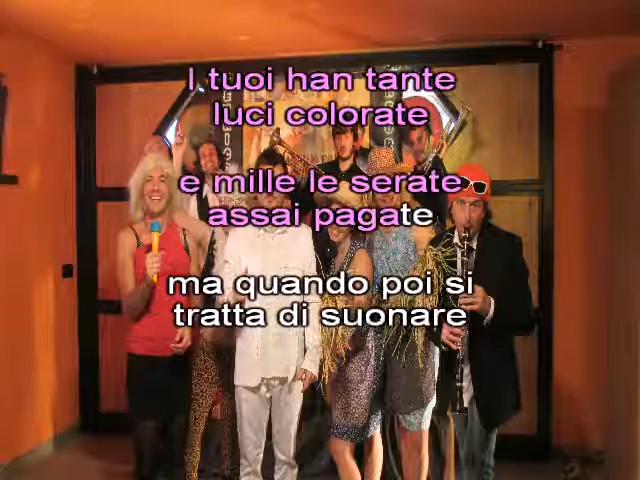 I tuoi han tante
luci colorate
e mille le serate
assai pagate
ma quando poi si
tratta di suonare